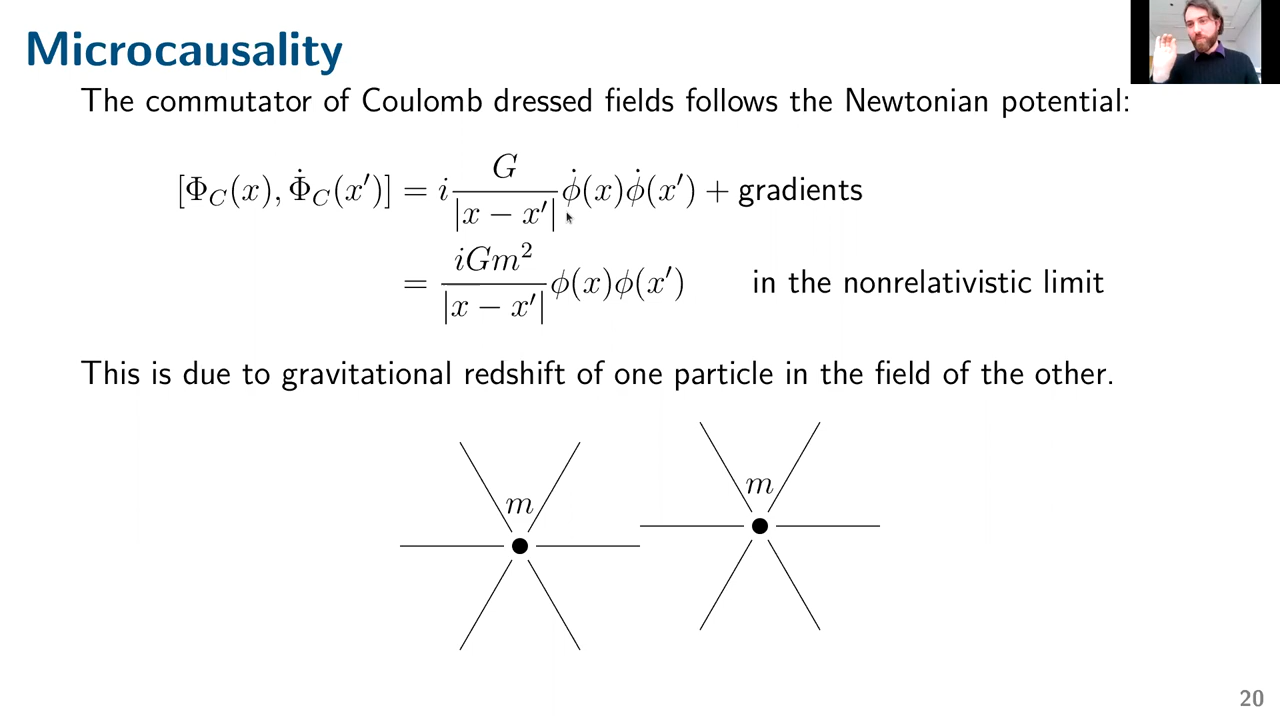 Microcausality
The commutator of Coulomb dressed fields follows the Newtonian potential:
[Φ_C(x), Φ̇_C(x′)] = i G/|x − x′| φ̇(x)φ̇(x′) + gradients
= iGm²/|x − x′| φ(x)φ(x′) in the nonrelativistic limit
This is due to gravitational redshift of one particle in the field of the other.
m
m
20